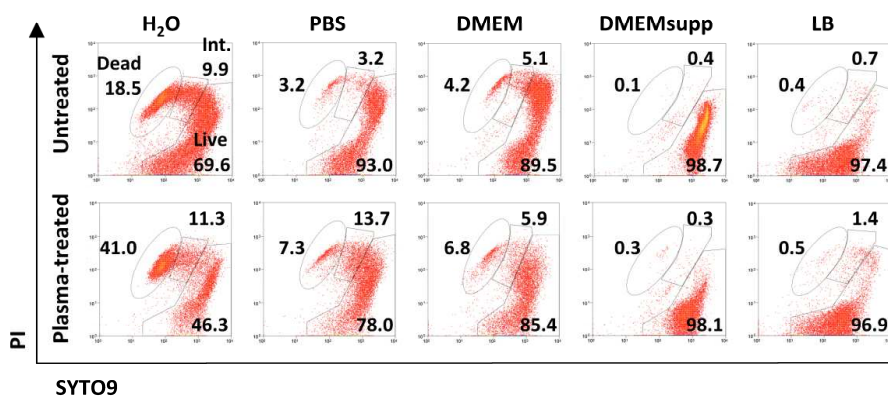 H₂O PBS DMEM DMEMsupp LB
Untreated
Dead 18.5 Int. 9.9 Live 69.6
3.2 3.2 93.0
4.2 5.1 89.5
0.1 0.4 98.7
0.4 0.7 97.4
Plasma-treated
41.0 11.3 46.3
7.3 13.7 78.0
6.8 5.9 85.4
0.3 0.3 98.1
0.5 1.4 96.9
PI
SYTO9